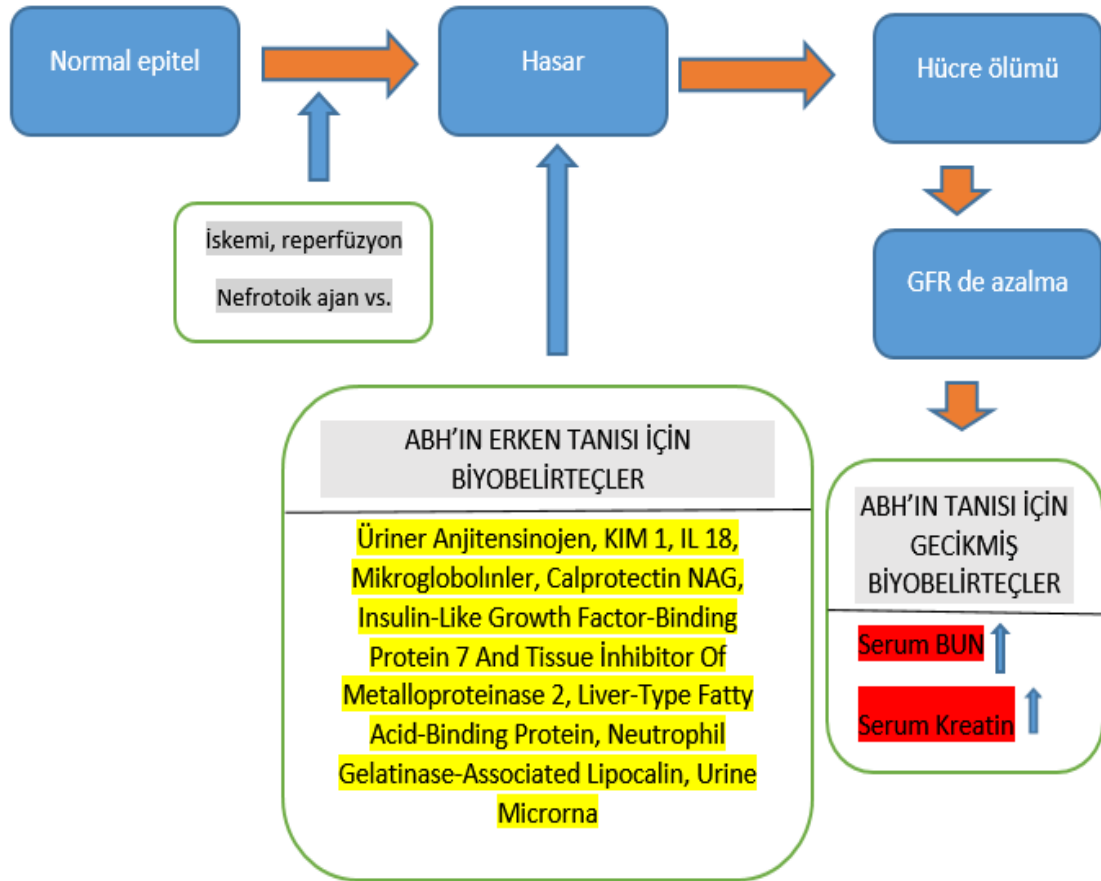 Normal epitel
Hasar
Hücre ölümü
İskemi, reperfüzyon
Nefrotoik ajan vs.
GFR de azalma
ABH'IN ERKEN TANISI İÇİN
BİYOBELİRTEÇLER
Üriner Anjitensinojen, KIM 1, IL 18,
Mikroglobolınler, Calprotectin NAG,
Insulin-Like Growth Factor-Binding
Protein 7 And Tissue İnhibitor Of
Metalloproteinase 2, Liver-Type Fatty
Acid-Binding Protein, Neutrophil
Gelatinase-Associated Lipocalin, Urine
Microrna
ABH'IN TANISI İÇİN
GECİKMİŞ
BİYOBELİRTEÇLER
Serum BUN
Serum Kreatin